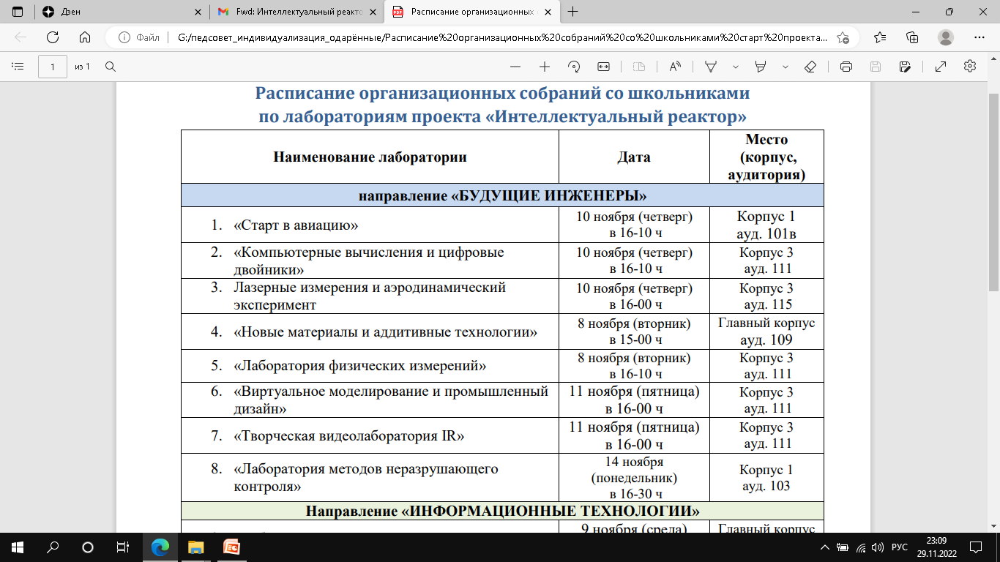 Дзен
Fwd: Интеллектуальный реакто
Расписание организационных
Файл
G:/педсовет_индивидуализация_одарённые/Расписание%20организационных%20собраний%20со%20школьниками%20старт%20проекта...
1 из 1
Расписание организационных собраний со школьниками
по лабораториям проекта «Интеллектуальный реактор»
Наименование лаборатории
Дата
Место
(корпус,
аудитория)
направление «БУДУЩИЕ ИНЖЕНЕРЫ»
1. «Старт в авиацию»
10 ноября (четверг)
в 16-10 ч
Корпус 1
ауд. 101в
2. «Компьютерные вычисления и цифровые
двойники»
10 ноября (четверг)
в 16-10 ч
Корпус 3
ауд. 111
3. Лазерные измерения и аэродинамический
эксперимент
10 ноября (четверг)
в 16-00 ч
Корпус 3
ауд. 115
4. «Новые материалы и аддитивные технологии»
8 ноября (вторник)
в 15-00 ч
Главный корпус
ауд. 109
5. «Лаборатория физических измерений»
8 ноября (вторник)
в 16-10 ч
Корпус 3
ауд. 111
6. «Виртуальное моделирование и промышленный
дизайн»
11 ноября (пятница)
в 16-00 ч
Корпус 3
ауд. 111
7. «Творческая видеолаборатория IR»
11 ноября (пятница)
в 16-00 ч
Корпус 3
ауд. 111
8. «Лаборатория методов неразрушающего
контроля»
14 ноября
(понедельник)
в 16-30 ч
Корпус 1
ауд. 103
Направление «ИНФОРМАЦИОННЫЕ ТЕХНОЛОГИИ»
9 ноября (среда)
Главный корпус
РУС
23:09
29.11.2022